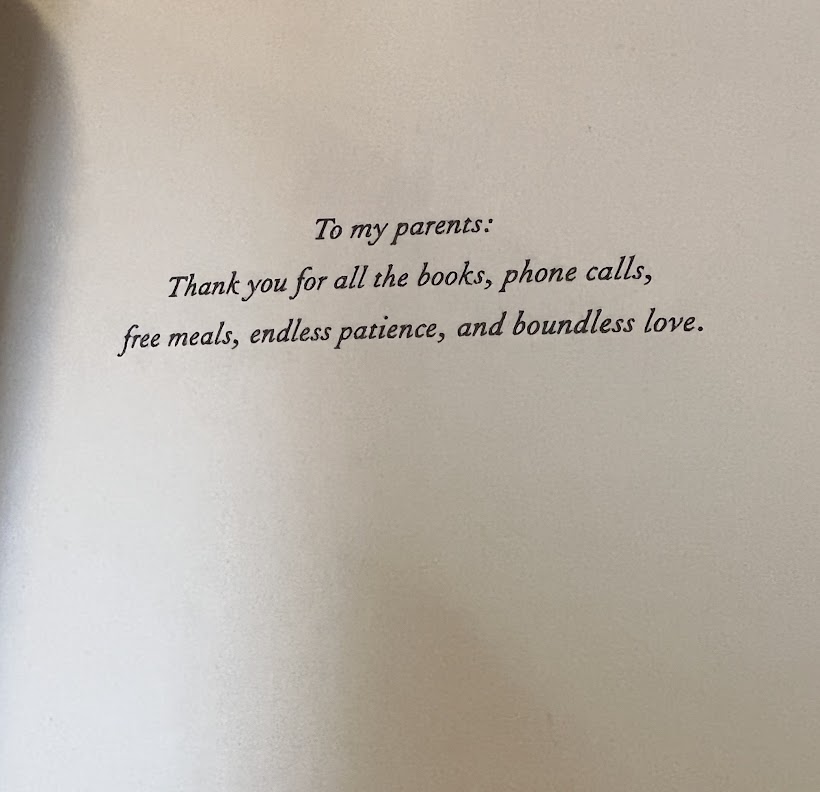 To my parents:
Thank you for all the books, phone calls,
free meals, endless patience, and boundless love.